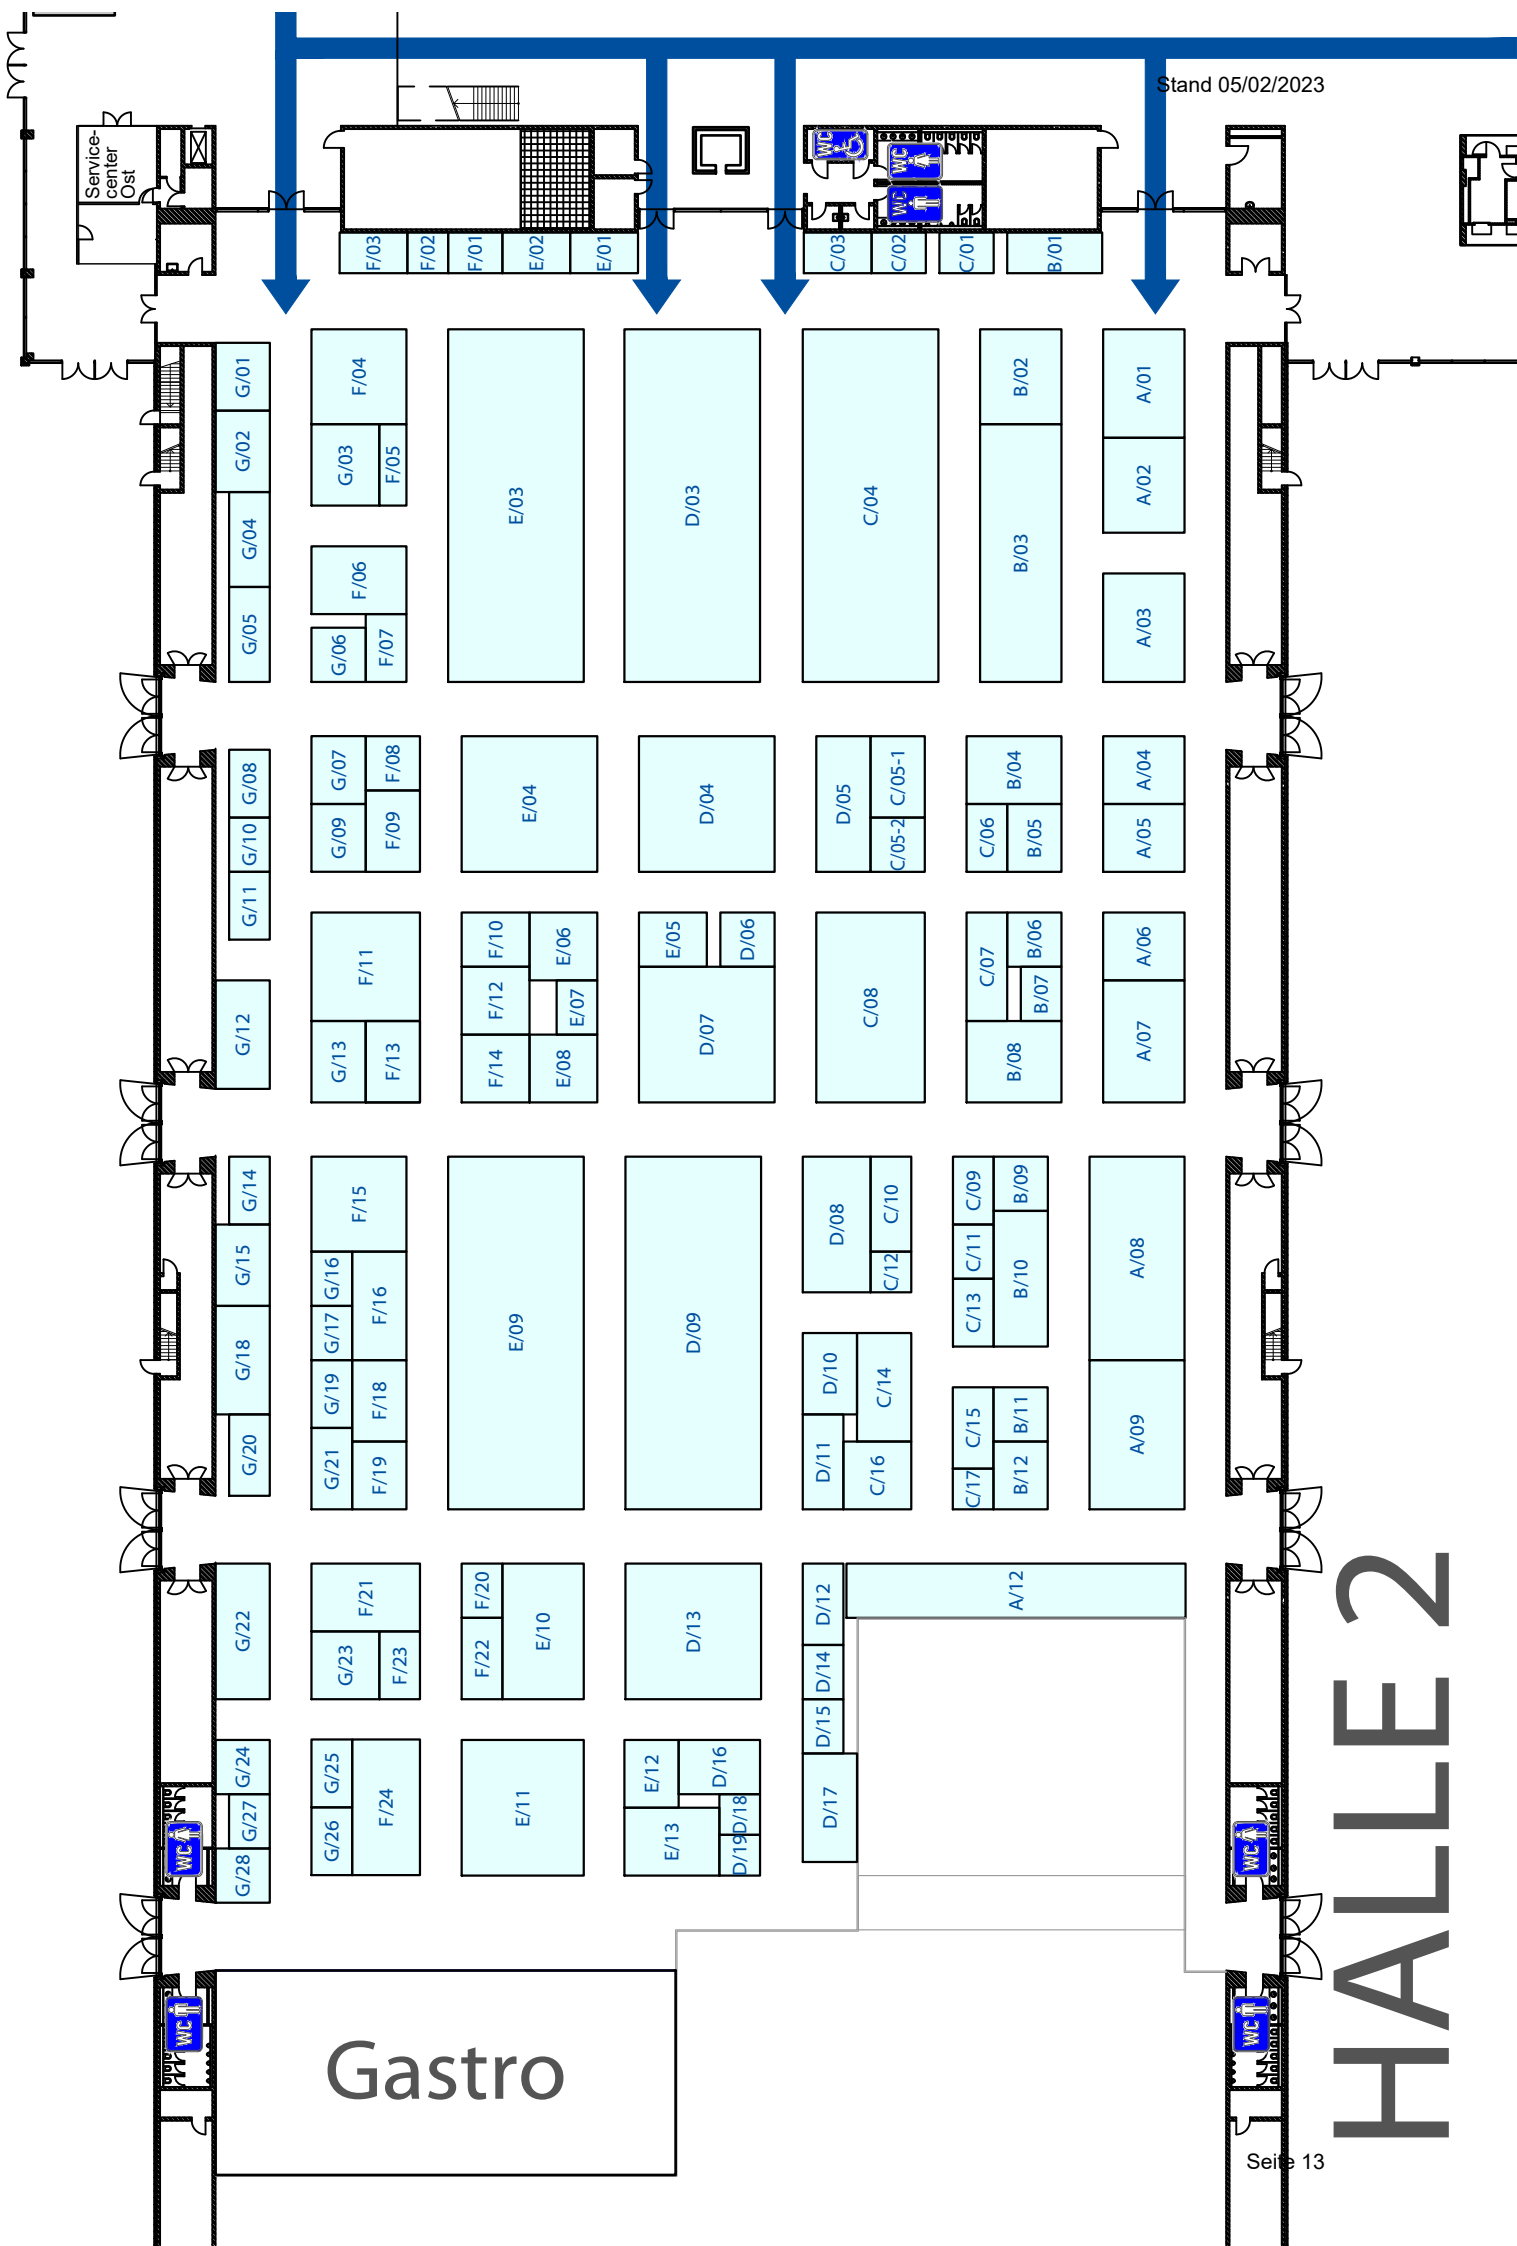 Stand 05/02/2023
Service-
center
Ost
WC
WC
WC
F/03
F/02
F/01
E/02
E/01
C/03
C/02
C/01
B/01
G/01
F/04
E/03
D/03
C/04
B/02
A/01
G/02
G/03
F/05
A/02
G/04
B/03
F/06
G/05
G/06
F/07
A/03
G/08
G/07
F/08
E/04
D/04
D/05
C/05-1
B/04
A/04
G/10
G/09
F/09
C/05-2
C/06
B/05
A/05
G/11
F/11
F/10
E/06
E/05
D/06
C/08
C/07
B/06
A/06
F/12
E/07
D/07
B/07
A/07
G/12
G/13
F/13
F/14
E/08
B/08
G/14
F/15
E/09
D/09
D/08
C/10
C/09
B/09
A/08
G/15
G/16
F/16
C/12
C/11
B/10
G/17
C/13
G/18
G/19
F/18
D/10
C/14
C/15
B/11
A/09
G/20
G/21
F/19
D/11
C/16
C/17
B/12
G/22
F/21
F/20
E/10
D/13
D/12
A/12
G/23
F/23
F/22
D/14
D/15
G/24
G/25
F/24
E/11
E/12
D/16
D/17
G/27
G/26
E/13
D/18
D/19
G/28
WC
WC
WC
WC
Gastro
HALLE 2
Seite 13